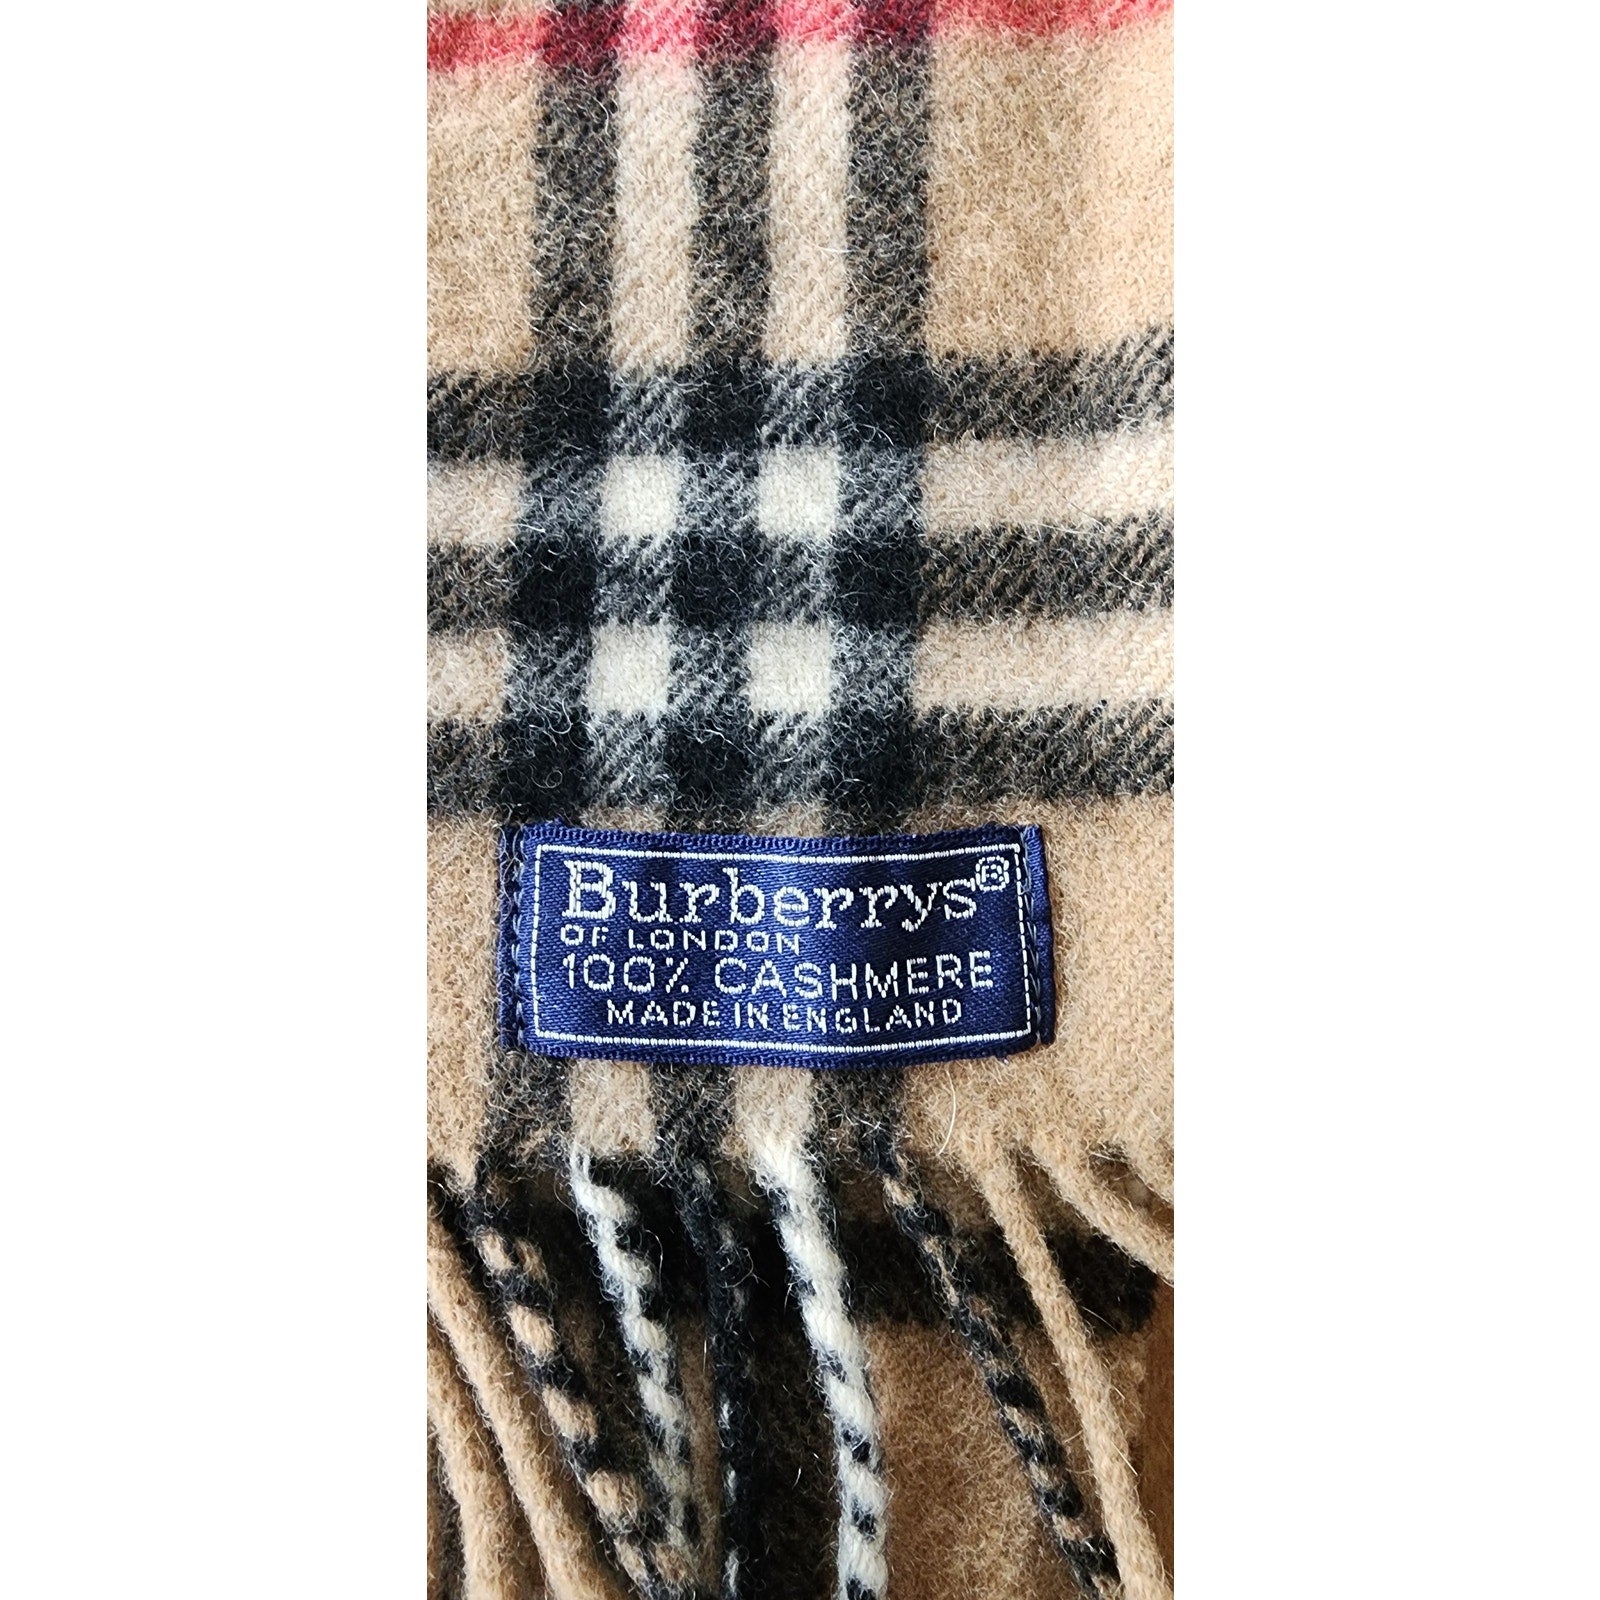 Burberrys®
OF LONDON
100% CASHMERE
MADE IN ENGLAND